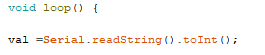 void loop() {
val =Serial.readString().toInt();